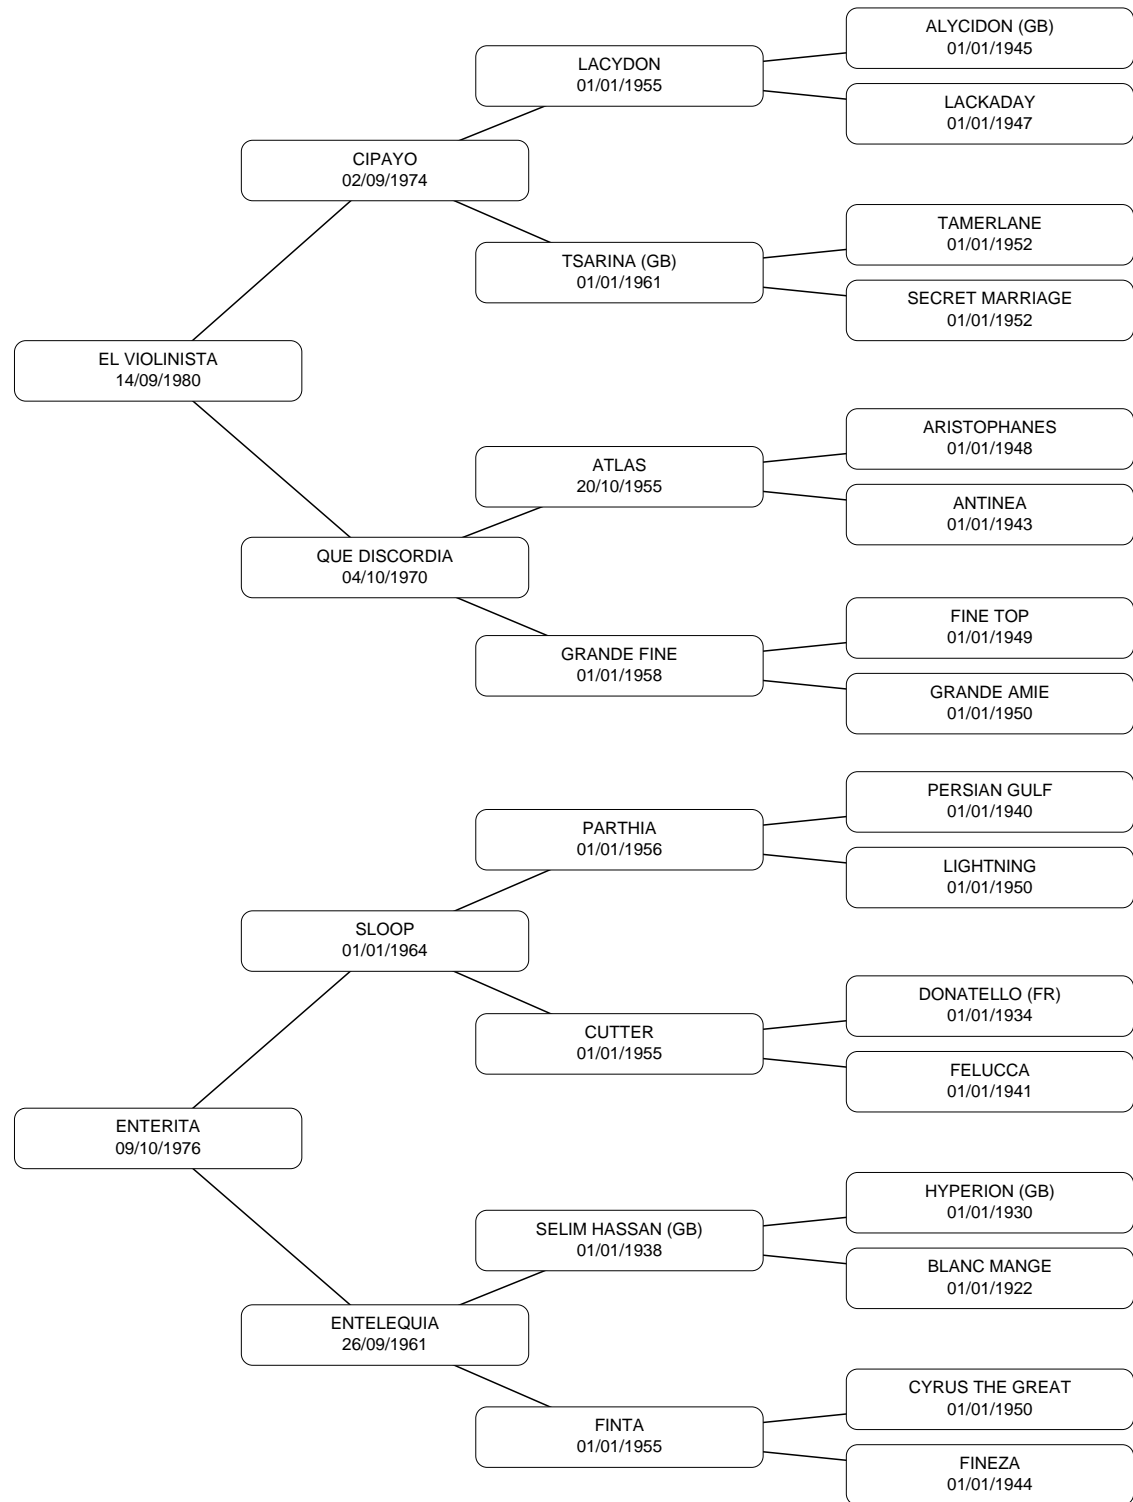 ALYCIDON (GB)
01/01/1945
LACYDON
01/01/1955
LACKADAY
01/01/1947
CIPAYO
02/09/1974
TAMERLANE
01/01/1952
TSARINA (GB)
01/01/1961
SECRET MARRIAGE
01/01/1952
EL VIOLINISTA
14/09/1980
ARISTOPHANES
01/01/1948
ATLAS
20/10/1955
ANTINEA
01/01/1943
QUE DISCORDIA
04/10/1970
FINE TOP
01/01/1949
GRANDE FINE
01/01/1958
GRANDE AMIE
01/01/1950
PERSIAN GULF
01/01/1940
PARTHIA
01/01/1956
LIGHTNING
01/01/1950
SLOOP
01/01/1964
DONATELLO (FR)
01/01/1934
CUTTER
01/01/1955
FELUCCA
01/01/1941
ENTERITA
09/10/1976
HYPERION (GB)
01/01/1930
SELIM HASSAN (GB)
01/01/1938
BLANC MANGE
01/01/1922
ENTELEQUIA
26/09/1961
CYRUS THE GREAT
01/01/1950
FINTA
01/01/1955
FINEZA
01/01/1944